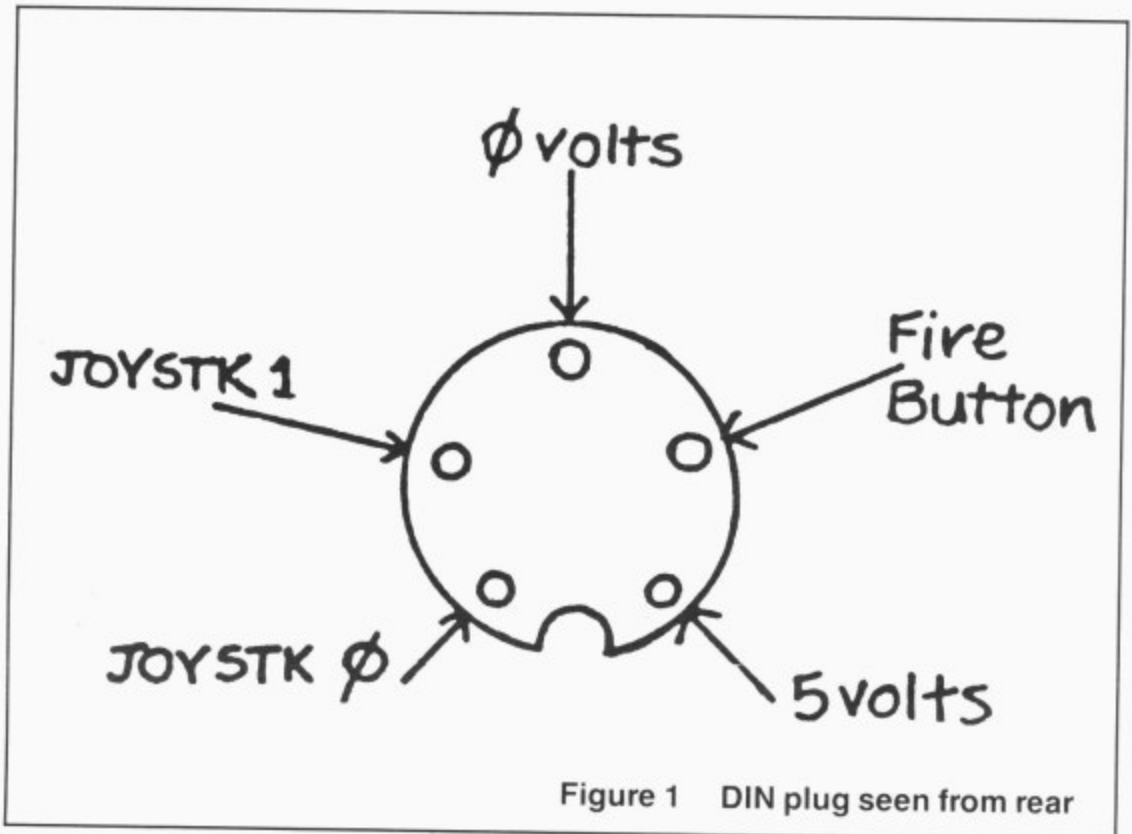 Ø volts
JOYSTK 1
Fire
Button
JOYSTK Ø
5 volts
Figure 1 DIN plug seen from rear